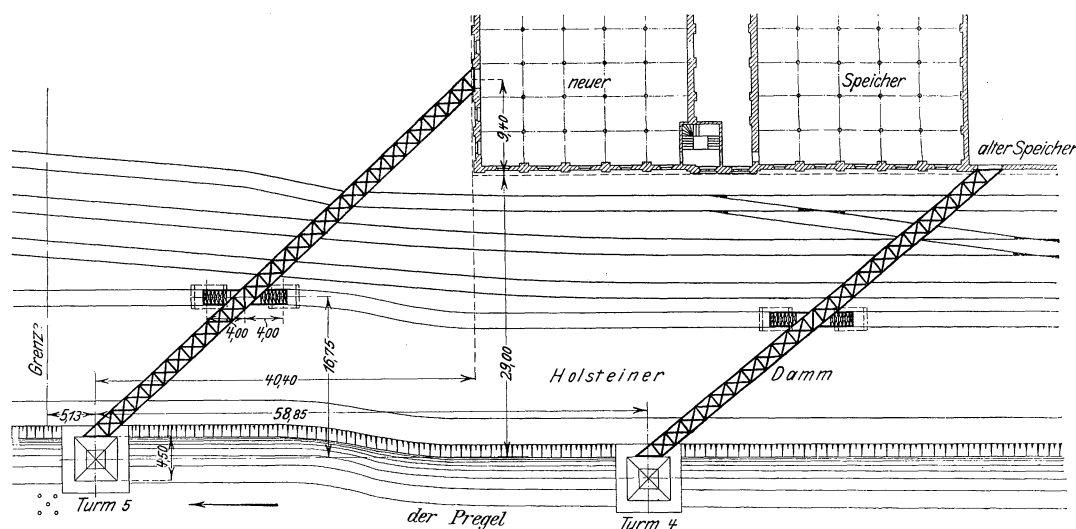 neuer
Speicher
9,40
alter Speicher
4,00
4,00
Grenze
16,75
29,00
40,40
Holsteiner Damm
5,13
58,85
4,50
Turm 5
der Pregel
Turm 4